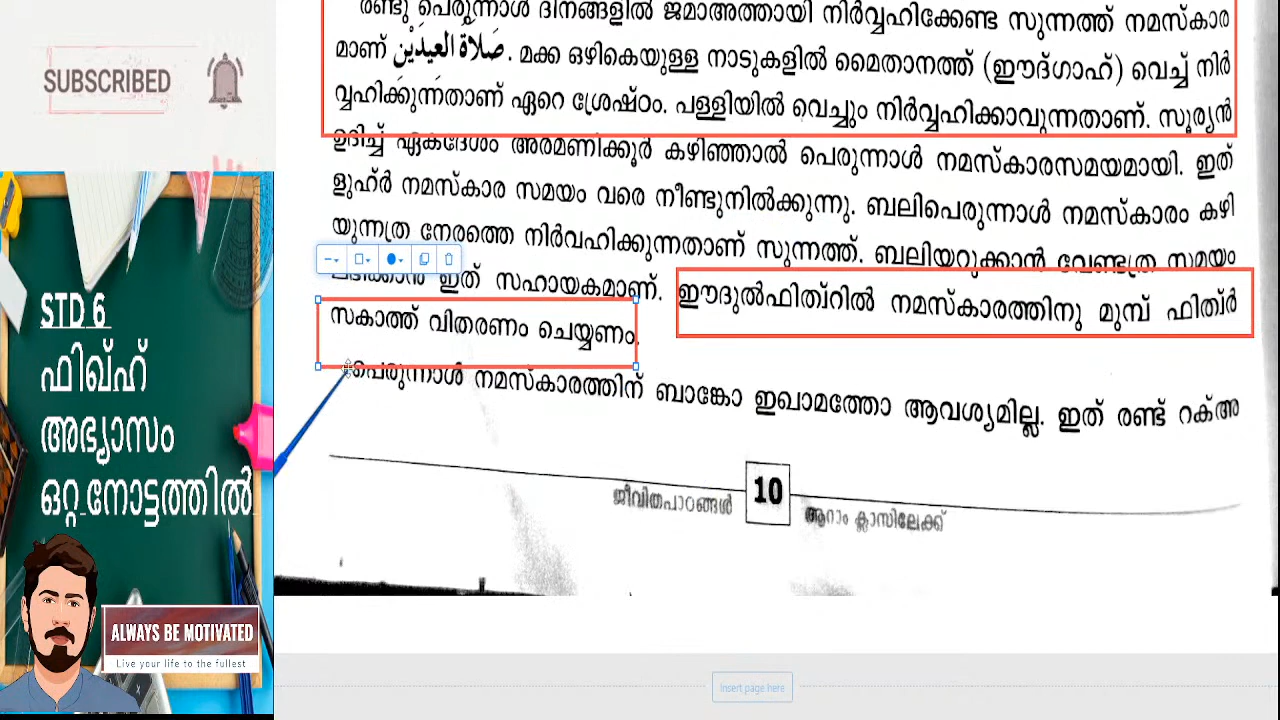 SUBSCRIBED
STD 6
ഫിഖ്ഹ്
അഭ്യാസം
ഒറ്റ നോട്ടത്തിൽ
ALWAYS BE MOTIVATED
Live your life to the fullest
രണ്ടു പെരുന്നാൾ ദിനങ്ങളിൽ ജമാഅത്തായി നിർവ്വഹിക്കേണ്ട സുന്നത്ത് നമസ്കാര
മാണ് صَلَاةُ العِيدَيْنِ. മക്ക ഒഴികെയുള്ള നാടുകളിൽ മൈതാനത്ത് (ഈദ്ഗാഹ്) വെച്ച് നിർ
വ്വഹിക്കുന്നതാണ് ഏറെ ശ്രേഷ്ഠം. പള്ളിയിൽ വെച്ചും നിർവ്വഹിക്കാവുന്നതാണ്. സൂര്യൻ
ഉദിച്ച് ഏകദേശം അരമണിക്കൂർ കഴിഞ്ഞാൽ പെരുന്നാൾ നമസ്കാരസമയമായി. ഇത്
ളുഹ്ർ നമസ്കാര സമയം വരെ നീണ്ടുനിൽക്കുന്നു. ബലിപെരുന്നാൾ നമസ്കാരം കഴി
യുന്നത്ര നേരത്തെ നിർവഹിക്കുന്നതാണ് സുന്നത്ത്. ബലിയറുക്കാൻ വേണ്ടത്ര സമയം
ഇത് സഹായകമാണ്. ഈദുൽഫിത്വ്റിൽ നമസ്കാരത്തിനു മുമ്പ് ഫിത്വ്ർ
സകാത്ത് വിതരണം ചെയ്യണം.
പെരുന്നാൾ നമസ്കാരത്തിന് ബാങ്കോ ഇഖാമത്തോ ആവശ്യമില്ല. ഇത് രണ്ട് റക്അ
ജീവിതപാഠങ്ങൾ 10 ആറാം ക്ലാസിലേക്ക്
Insert page here